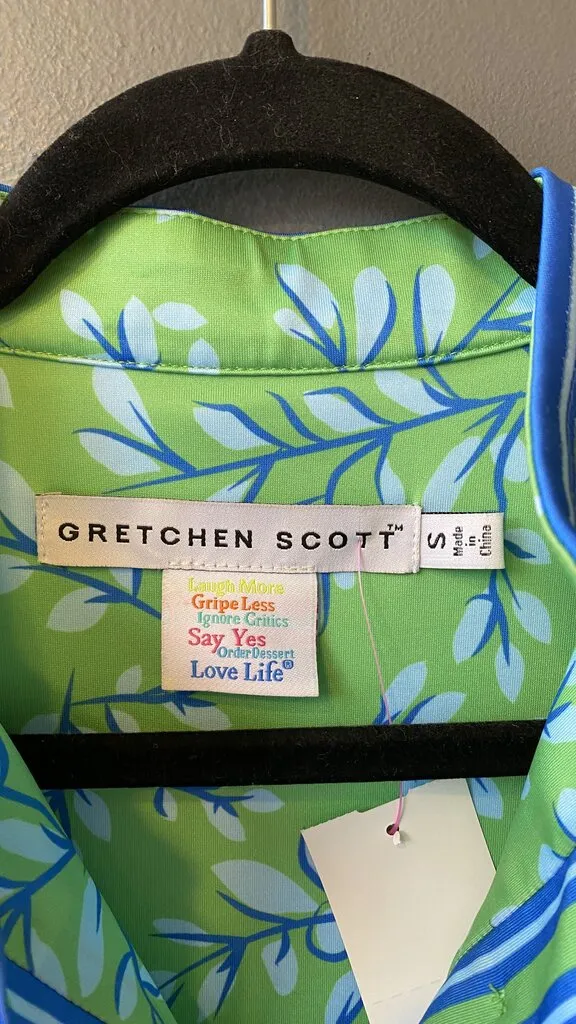 GRETCHEN SCOTT™
S
Made
in
China
Laugh More
Gripe Less
Ignore Critics
Say Yes
Order Dessert
Love Life®